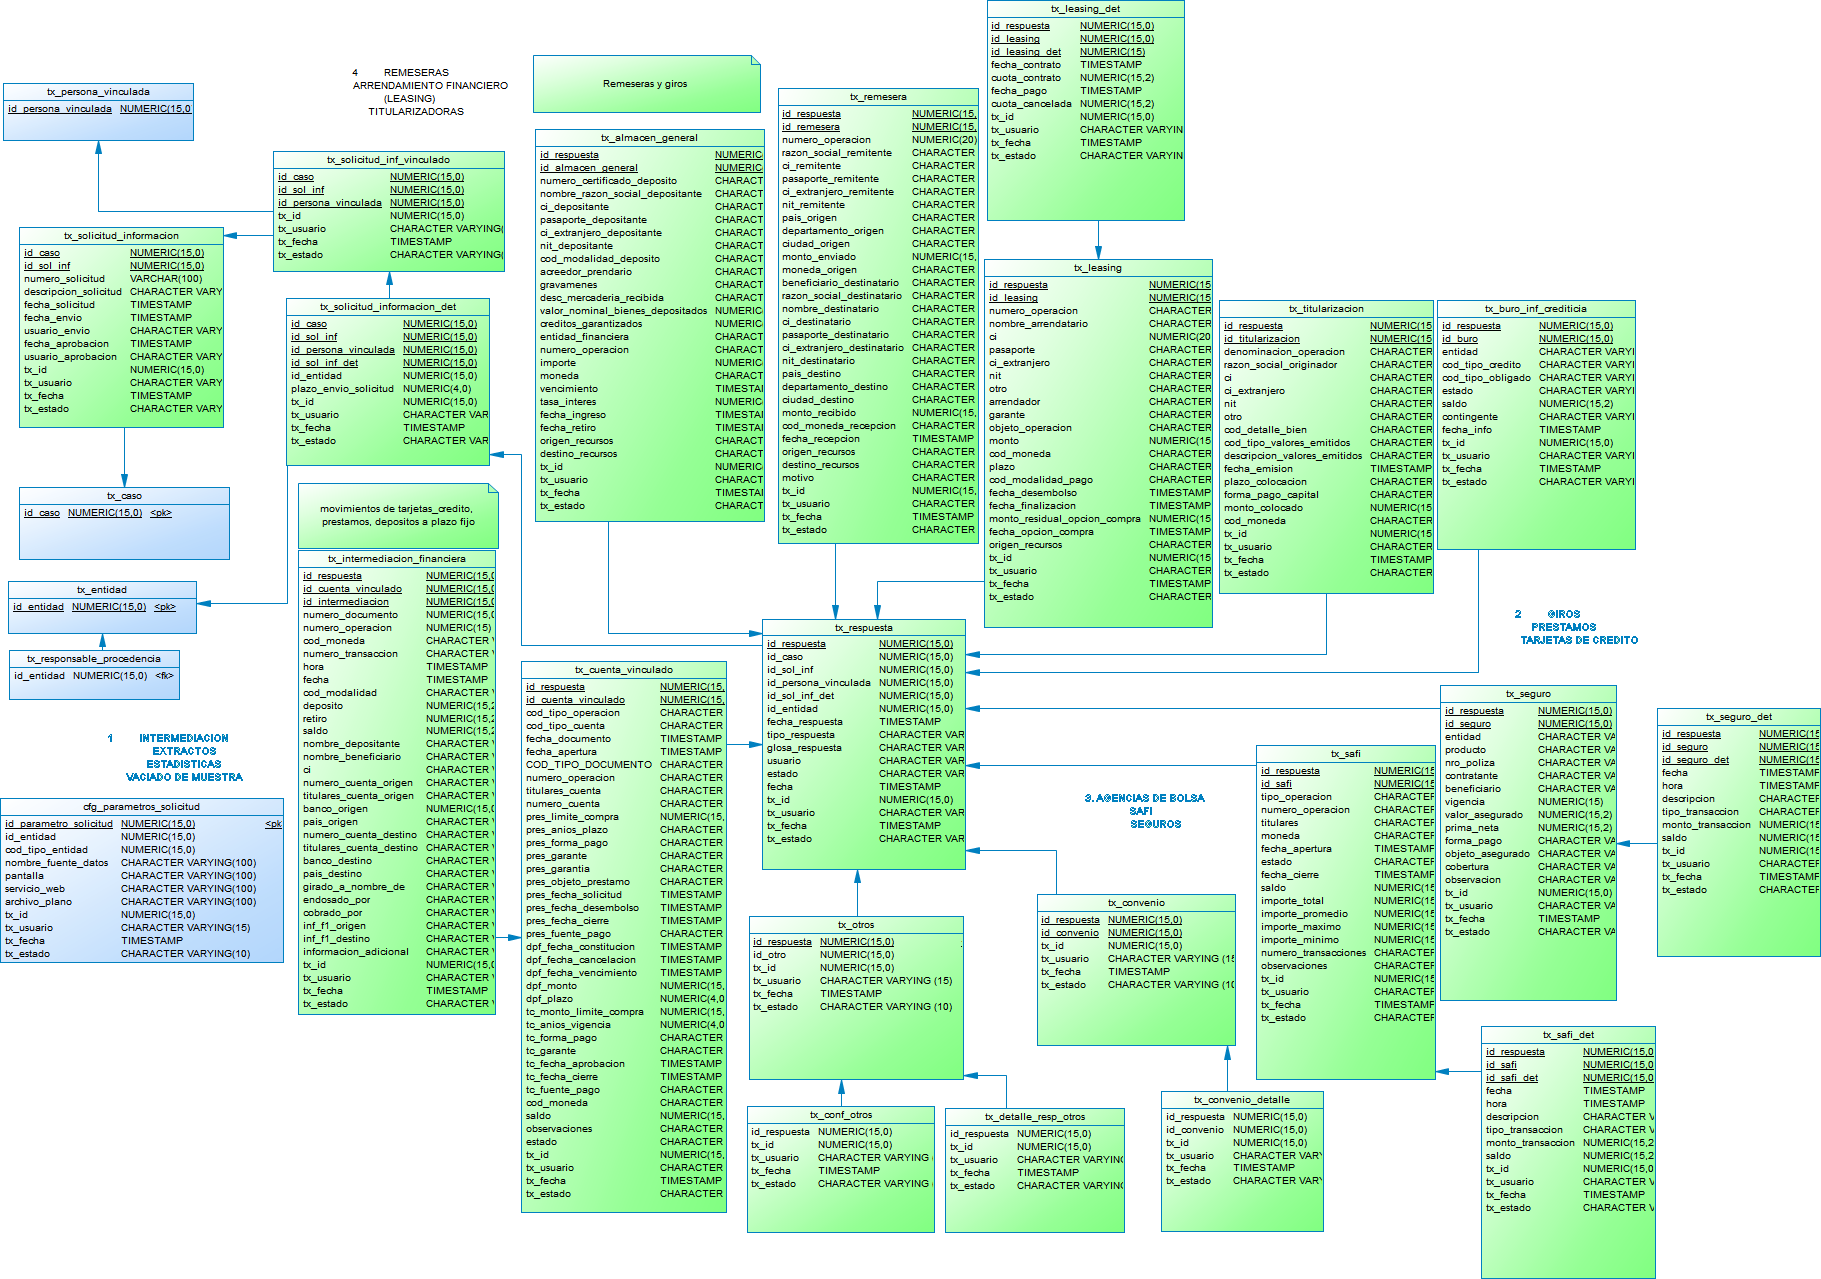 tx_persona_vinculada
id_persona_vinculada NUMERIC(15,0
4 REMESERAS
ARRENDAMIENTO FINANCIERO
(LEASING)
TITULARIZADORAS
Remeseras y giros
tx_solicitud_inf_vinculado
id_caso NUMERIC(15,0)
id_sol_inf NUMERIC(15,0)
id_persona_vinculada NUMERIC(15,0)
tx_id NUMERIC(15,0)
tx_usuario CHARACTER VARYING(
tx_fecha TIMESTAMP
tx_estado CHARACTER VARYING(
tx_solicitud_informacion
id_caso NUMERIC(15,0)
id_sol_inf NUMERIC(15,0)
numero_solicitud VARCHAR(100)
descripcion_solicitud CHARACTER VARY
fecha_solicitud TIMESTAMP
fecha_envio TIMESTAMP
usuario_envio CHARACTER VARY
fecha_aprobacion TIMESTAMP
usuario_aprobacion CHARACTER VARY
tx_id NUMERIC(15,0)
tx_usuario CHARACTER VARY
tx_fecha TIMESTAMP
tx_estado CHARACTER VARY
tx_solicitud_informacion_det
id_caso NUMERIC(15,0)
id_sol_inf NUMERIC(15,0)
id_persona_vinculada NUMERIC(15,0)
id_sol_inf_det NUMERIC(15,0)
id_entidad NUMERIC(15,0)
plazo_envio_solicitud NUMERIC(4,0)
tx_id NUMERIC(15,0)
tx_usuario CHARACTER VAR
tx_fecha TIMESTAMP
tx_estado CHARACTER VAR
tx_caso
id_caso NUMERIC(15,0) <pk>
tx_entidad
id_entidad NUMERIC(15,0) <pk>
tx_responsable_procedencia
id_entidad NUMERIC(15,0) <fk>
1 INTERMEDIACION
EXTRACTOS
ESTADISTICAS
VACIADO DE MUESTRA
cfg_parametros_solicitud
id_parametro_solicitud NUMERIC(15,0) <pk
id_entidad NUMERIC(15,0)
cod_tipo_entidad NUMERIC(15,0)
nombre_fuente_datos CHARACTER VARYING(100)
pantalla CHARACTER VARYING(100)
servicio_web CHARACTER VARYING(100)
archivo_plano CHARACTER VARYING(100)
tx_id NUMERIC(15,0)
tx_usuario CHARACTER VARYING(15)
tx_fecha TIMESTAMP
tx_estado CHARACTER VARYING(10)
movimientos de tarjetas_credito,
prestamos, depositos a plazo fijo
tx_intermediacion_financiera
id_respuesta NUMERIC(15,0
id_cuenta_vinculado NUMERIC(15,0
id_intermediacion NUMERIC(15,0
numero_documento NUMERIC(15,0
numero_operacion NUMERIC(15)
cod_moneda CHARACTER V
numero_transaccion CHARACTER V
hora TIMESTAMP
fecha TIMESTAMP
cod_modalidad CHARACTER V
deposito NUMERIC(15,2
retiro NUMERIC(15,2
saldo NUMERIC(15,2
nombre_depositante CHARACTER V
nombre_beneficiario CHARACTER V
ci CHARACTER V
numero_cuenta_origen CHARACTER V
titulares_cuenta_origen CHARACTER V
banco_origen NUMERIC(15,0
pais_origen CHARACTER V
numero_cuenta_destino CHARACTER V
titulares_cuenta_destino CHARACTER V
banco_destino CHARACTER V
pais_destino CHARACTER V
girado_a_nombre_de CHARACTER V
endosado_por CHARACTER V
cobrado_por CHARACTER V
inf_f1_origen CHARACTER V
inf_f1_destino CHARACTER V
informacion_adicional CHARACTER V
tx_id NUMERIC(15,0
tx_usuario CHARACTER V
tx_fecha TIMESTAMP
tx_estado CHARACTER V
tx_almacen_general
id_respuesta NUMERIC(
id_almacen_general NUMERIC(
numero_certificado_deposito CHARACT
nombre_razon_social_depositante CHARACT
ci_depositante CHARACT
pasaporte_depositante CHARACT
ci_extranjero_depositante CHARACT
nit_depositante CHARACT
cod_modalidad_deposito CHARACT
acreedor_prendario CHARACT
gravamenes CHARACT
desc_mercaderia_recibida CHARACT
valor_nominal_bienes_depositados NUMERIC(
creditos_garantizados NUMERIC(
entidad_financiera CHARACT
numero_operacion CHARACT
importe NUMERIC(
moneda CHARACT
vencimiento TIMESTAI
tasa_interes NUMERIC(
fecha_ingreso TIMESTAI
fecha_retiro TIMESTAI
origen_recursos CHARACT
destino_recursos CHARACT
tx_id NUMERIC(
tx_usuario CHARACT
tx_fecha TIMESTAI
tx_estado CHARACT
tx_remesera
id_respuesta NUMERIC(15,
id_remesera NUMERIC(15,
numero_operacion NUMERIC(20)
razon_social_remitente CHARACTER
ci_remitente CHARACTER
pasaporte_remitente CHARACTER
ci_extranjero_remitente CHARACTER
nit_remitente CHARACTER
pais_origen CHARACTER
departamento_origen CHARACTER
ciudad_origen CHARACTER
monto_enviado NUMERIC(15,
moneda_origen CHARACTER
beneficiario_destinatario CHARACTER
razon_social_destinatario CHARACTER
nombre_destinatario CHARACTER
ci_destinatario CHARACTER
pasaporte_destinatario CHARACTER
ci_extranjero_destinatario CHARACTER
nit_destinatario CHARACTER
pais_destino CHARACTER
departamento_destino CHARACTER
ciudad_destino CHARACTER
monto_recibido NUMERIC(15,
cod_moneda_recepcion CHARACTER
fecha_recepcion TIMESTAMP
origen_recursos CHARACTER
destino_recursos CHARACTER
motivo CHARACTER
tx_id NUMERIC(15,
tx_usuario CHARACTER
tx_fecha TIMESTAMP
tx_estado CHARACTER
tx_leasing_det
id_respuesta NUMERIC(15,0)
id_leasing NUMERIC(15,0)
id_leasing_det NUMERIC(15)
fecha_contrato TIMESTAMP
cuota_contrato NUMERIC(15,2)
fecha_pago TIMESTAMP
cuota_cancelada NUMERIC(15,2)
tx_id NUMERIC(15,0)
tx_usuario CHARACTER VARYIN
tx_fecha TIMESTAMP
tx_estado CHARACTER VARYIN
tx_leasing
id_respuesta NUMERIC(15
id_leasing NUMERIC(15
numero_operacion CHARACTER
nombre_arrendatario CHARACTER
ci NUMERIC(20
pasaporte CHARACTER
ci_extranjero CHARACTER
nit CHARACTER
otro CHARACTER
arrendador CHARACTER
garante CHARACTER
objeto_operacion CHARACTER
monto NUMERIC(15
cod_moneda CHARACTER
plazo CHARACTER
cod_modalidad_pago CHARACTER
fecha_desembolso TIMESTAMP
fecha_finalizacion TIMESTAMP
monto_residual_opcion_compra NUMERIC(15
fecha_opcion_compra TIMESTAMP
origen_recursos CHARACTER
tx_id NUMERIC(15
tx_usuario CHARACTER
tx_fecha TIMESTAMP
tx_estado CHARACTER
tx_titularizacion
id_respuesta NUMERIC(15
id_titularizacion NUMERIC(15
denominacion_operacion CHARACTER
razon_social_originador CHARACTER
ci CHARACTER
ci_extranjero CHARACTER
nit CHARACTER
otro CHARACTER
cod_detalle_bien CHARACTER
cod_tipo_valores_emitidos CHARACTER
descripcion_valores_emitidos CHARACTER
fecha_emision TIMESTAMP
plazo_colocacion CHARACTER
forma_pago_capital CHARACTER
monto_colocado NUMERIC(15
cod_moneda CHARACTER
tx_id NUMERIC(15
tx_usuario CHARACTER
tx_fecha TIMESTAMP
tx_estado CHARACTER
tx_buro_inf_crediticia
id_respuesta NUMERIC(15,0)
id_buro NUMERIC(15,0)
entidad CHARACTER VARYI
cod_tipo_credito CHARACTER VARYI
cod_tipo_obligado CHARACTER VARYI
estado CHARACTER VARYI
saldo NUMERIC(15,2)
contingente CHARACTER VARYI
fecha_info TIMESTAMP
tx_id NUMERIC(15,0)
tx_usuario CHARACTER VARYI
tx_fecha TIMESTAMP
tx_estado CHARACTER VARYI
2 GIROS
PRESTAMOS
TARJETAS DE CREDITO
tx_respuesta
id_respuesta NUMERIC(15,0)
id_caso NUMERIC(15,0)
id_sol_inf NUMERIC(15,0)
id_persona_vinculada NUMERIC(15,0)
id_sol_inf_det NUMERIC(15,0)
id_entidad NUMERIC(15,0)
fecha_respuesta TIMESTAMP
tipo_respuesta CHARACTER VAR
glosa_respuesta CHARACTER VAR
usuario CHARACTER VAR
estado CHARACTER VAR
fecha TIMESTAMP
tx_id NUMERIC(15,0)
tx_usuario CHARACTER VAR
tx_fecha TIMESTAMP
tx_estado CHARACTER VAR
tx_cuenta_vinculado
id_respuesta NUMERIC(15,
id_cuenta_vinculado NUMERIC(15,
cod_tipo_operacion CHARACTER
cod_tipo_cuenta CHARACTER
fecha_documento TIMESTAMP
fecha_apertura TIMESTAMP
COD_TIPO_DOCUMENTO CHARACTER
numero_operacion CHARACTER
titulares_cuenta CHARACTER
numero_cuenta CHARACTER
pres_limite_compra NUMERIC(15,
pres_anios_plazo CHARACTER
pres_forma_pago CHARACTER
pres_garante CHARACTER
pres_garantia CHARACTER
pres_objeto_prestamo CHARACTER
pres_fecha_solicitud TIMESTAMP
pres_fecha_desembolso TIMESTAMP
pres_fecha_cierre TIMESTAMP
pres_fuente_pago CHARACTER
dpf_fecha_constitucion TIMESTAMP
dpf_fecha_cancelacion TIMESTAMP
dpf_fecha_vencimiento TIMESTAMP
dpf_monto NUMERIC(15,
dpf_plazo NUMERIC(4,0
tc_monto_limite_compra NUMERIC(15,
tc_anios_vigencia NUMERIC(4,0
tc_forma_pago CHARACTER
tc_garante CHARACTER
tc_fecha_aprobacion TIMESTAMP
tc_fecha_cierre TIMESTAMP
tc_fuente_pago CHARACTER
cod_moneda CHARACTER
saldo NUMERIC(15,
observaciones CHARACTER
estado CHARACTER
tx_id NUMERIC(15,
tx_usuario CHARACTER
tx_fecha TIMESTAMP
tx_estado CHARACTER
3. AGENCIAS DE BOLSA
SAFI
SEGUROS
tx_otros
id_respuesta NUMERIC(15,0)
id_otro NUMERIC(15,0)
tx_id NUMERIC(15,0)
tx_usuario CHARACTER VARYING (15)
tx_fecha TIMESTAMP
tx_estado CHARACTER VARYING (10)
tx_conf_otros
id_respuesta NUMERIC(15,0)
tx_id NUMERIC(15,0)
tx_usuario CHARACTER VARYING
tx_fecha TIMESTAMP
tx_estado CHARACTER VARYING
tx_detalle_resp_otros
id_respuesta NUMERIC(15,0)
tx_id NUMERIC(15,0)
tx_usuario CHARACTER VARYING
tx_fecha TIMESTAMP
tx_estado CHARACTER VARYING
tx_convenio
id_respuesta NUMERIC(15,0)
id_convenio NUMERIC(15,0)
tx_id NUMERIC(15,0)
tx_usuario CHARACTER VARYING (15
tx_fecha TIMESTAMP
tx_estado CHARACTER VARYING (10
tx_convenio_detalle
id_respuesta NUMERIC(15,0)
id_convenio NUMERIC(15,0)
tx_id NUMERIC(15,0)
tx_usuario CHARACTER VARY
tx_fecha TIMESTAMP
tx_estado CHARACTER VARY
tx_safi
id_respuesta NUMERIC(15
id_safi NUMERIC(15
tipo_operacion CHARACTER
numero_operacion CHARACTER
titulares CHARACTER
moneda CHARACTER
fecha_apertura TIMESTAMP
estado CHARACTER
fecha_cierre TIMESTAMP
saldo NUMERIC(15
importe_total NUMERIC(15
importe_promedio NUMERIC(15
importe_maximo NUMERIC(15
importe_minimo NUMERIC(15
numero_transacciones NUMERIC(15
observaciones CHARACTER
tx_id NUMERIC(15
tx_usuario CHARACTER
tx_fecha TIMESTAMP
tx_estado CHARACTER
tx_seguro
id_respuesta NUMERIC(15,0)
id_seguro NUMERIC(15,0)
entidad CHARACTER VA
producto CHARACTER VA
nro_poliza CHARACTER VA
contratante CHARACTER VA
beneficiario CHARACTER VA
vigencia NUMERIC(15)
valor_asegurado NUMERIC(15,2)
prima_neta NUMERIC(15,2)
forma_pago CHARACTER VA
objeto_asegurado CHARACTER VA
cobertura CHARACTER VA
observacion CHARACTER VA
tx_id NUMERIC(15,0)
tx_usuario CHARACTER VA
tx_fecha TIMESTAMP
tx_estado CHARACTER VA
tx_seguro_det
id_respuesta NUMERIC(15
id_seguro NUMERIC(15
id_seguro_det NUMERIC(15
fecha TIMESTAMP
hora TIMESTAMP
descripcion CHARACTER
tipo_transaccion CHARACTER
monto_transaccion NUMERIC(15
saldo NUMERIC(15
tx_id NUMERIC(15
tx_usuario CHARACTER
tx_fecha TIMESTAMP
tx_estado CHARACTER
tx_safi_det
id_respuesta NUMERIC(15,0
id_safi NUMERIC(15,0
id_safi_det NUMERIC(15,0
fecha TIMESTAMP
hora TIMESTAMP
descripcion CHARACTER V
tipo_transaccion CHARACTER V
monto_transaccion NUMERIC(15,2
saldo NUMERIC(15,2
tx_id NUMERIC(15,0
tx_usuario CHARACTER V
tx_fecha TIMESTAMP
tx_estado CHARACTER V